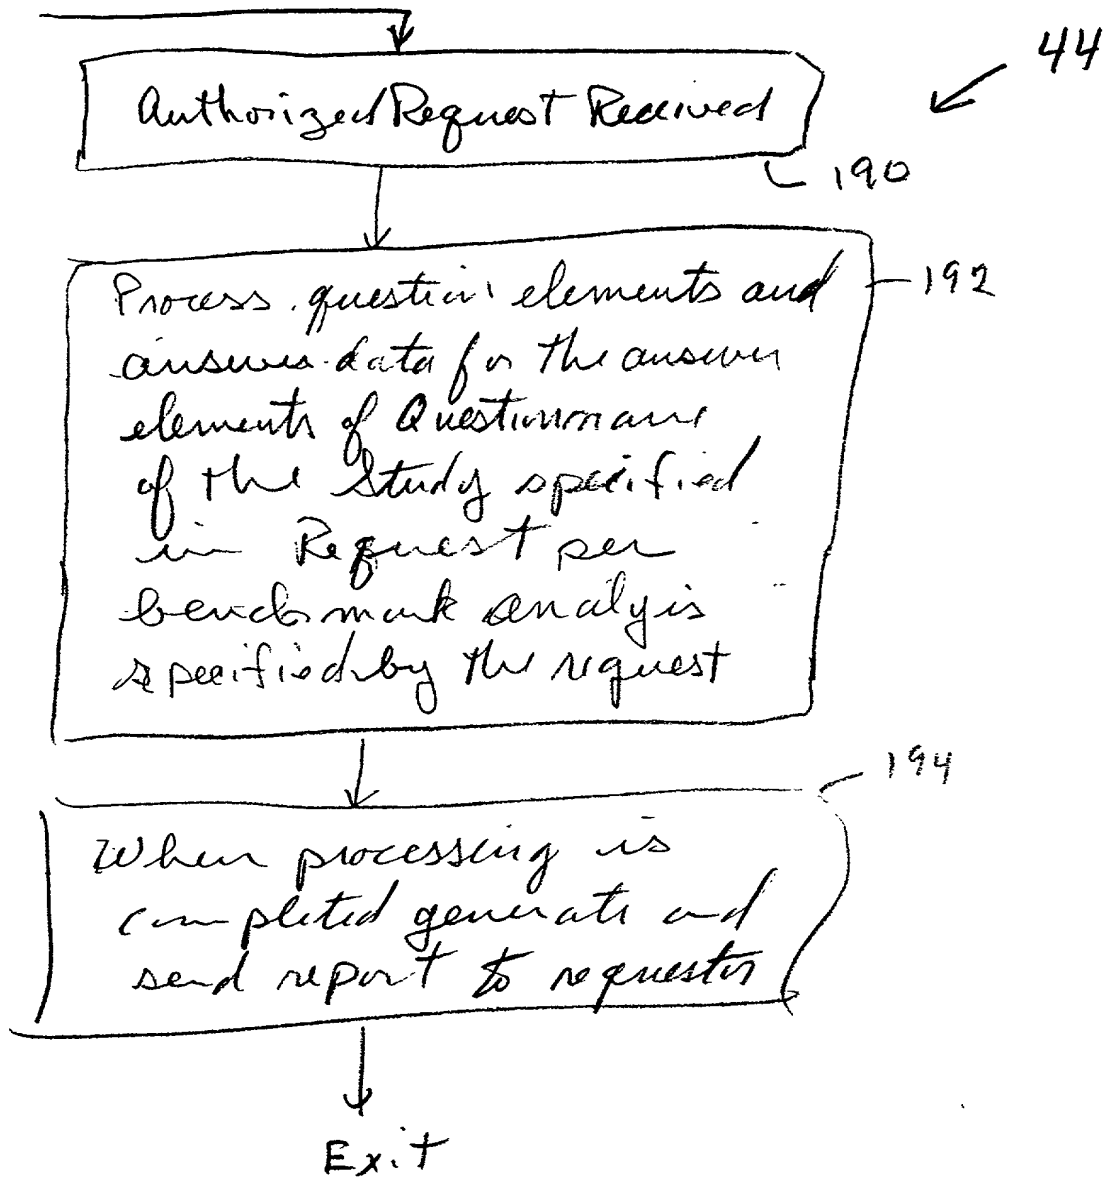 44
Authorized Request Received
190
Process question elements and
192
answer data for the answer
elements of Questionnaire
of the Study specified
in Request per
benchmark analyis
specified by the request
194
When processing is
completed generate and
send report to requestor
Exit